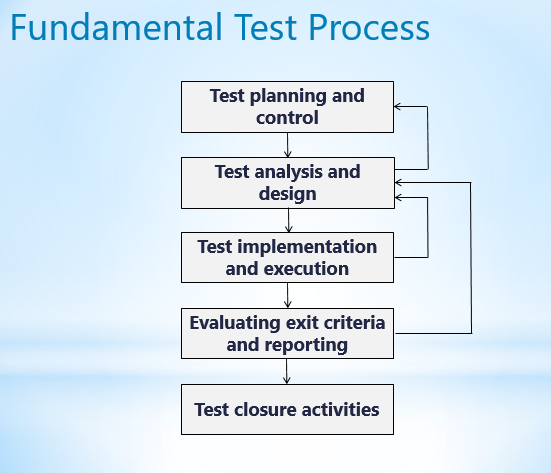 Fundamental Test Process
Test planning and
control
Test analysis and
design
Test implementation
and execution
Evaluating exit criteria
and reporting
Test closure activities